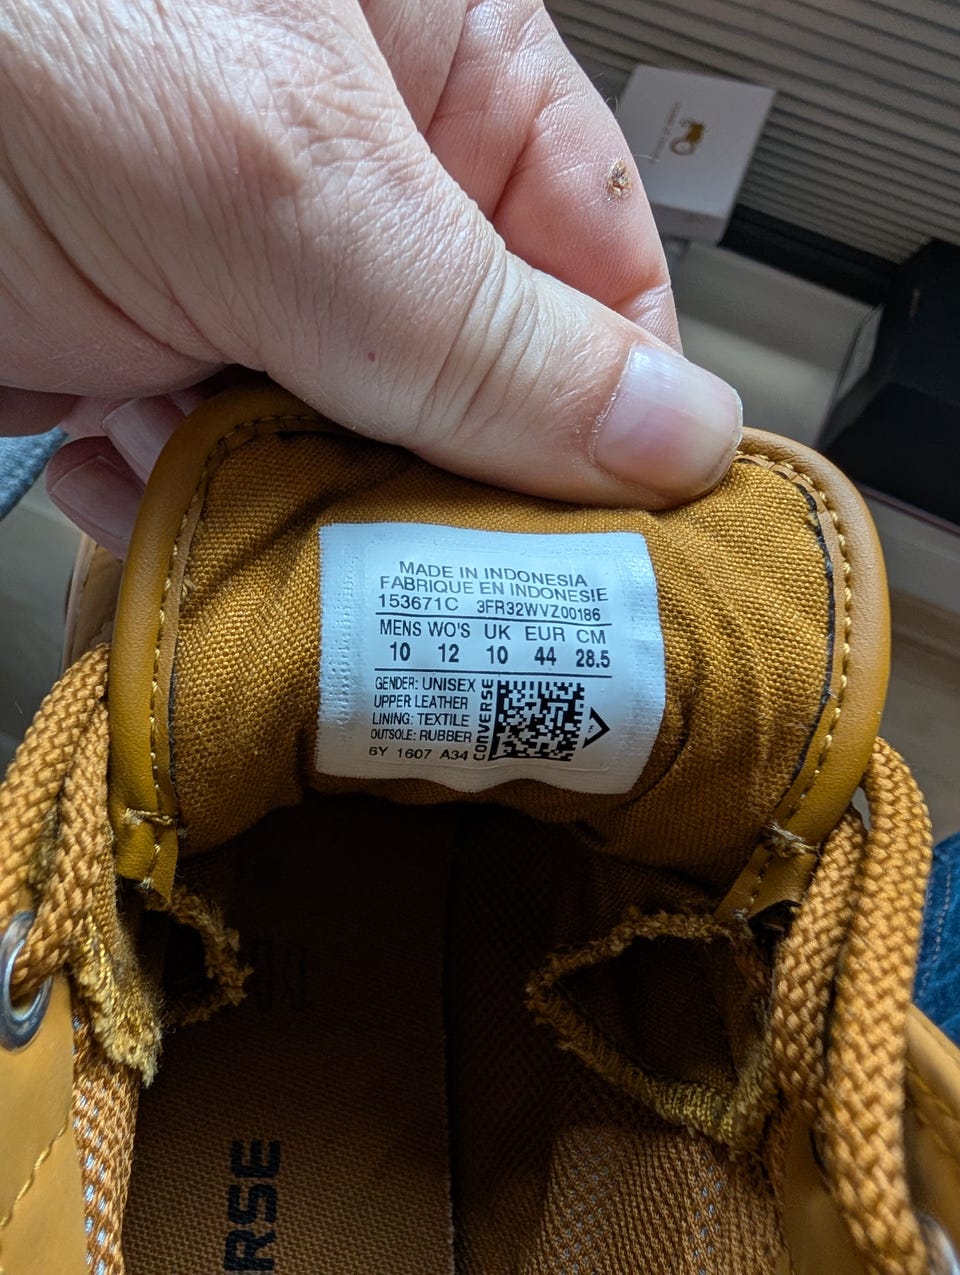 MADE IN INDONESIA
FABRIQUE EN INDONESIE
153671C 3FR32WVZ00186
MENS WO'S UK EUR CM
10 12 10 44 28.5
GENDER: UNISEX
UPPER LEATHER
LINING: TEXTILE
OUTSOLE: RUBBER
6Y 1607 A34
CONVERSE
RSE